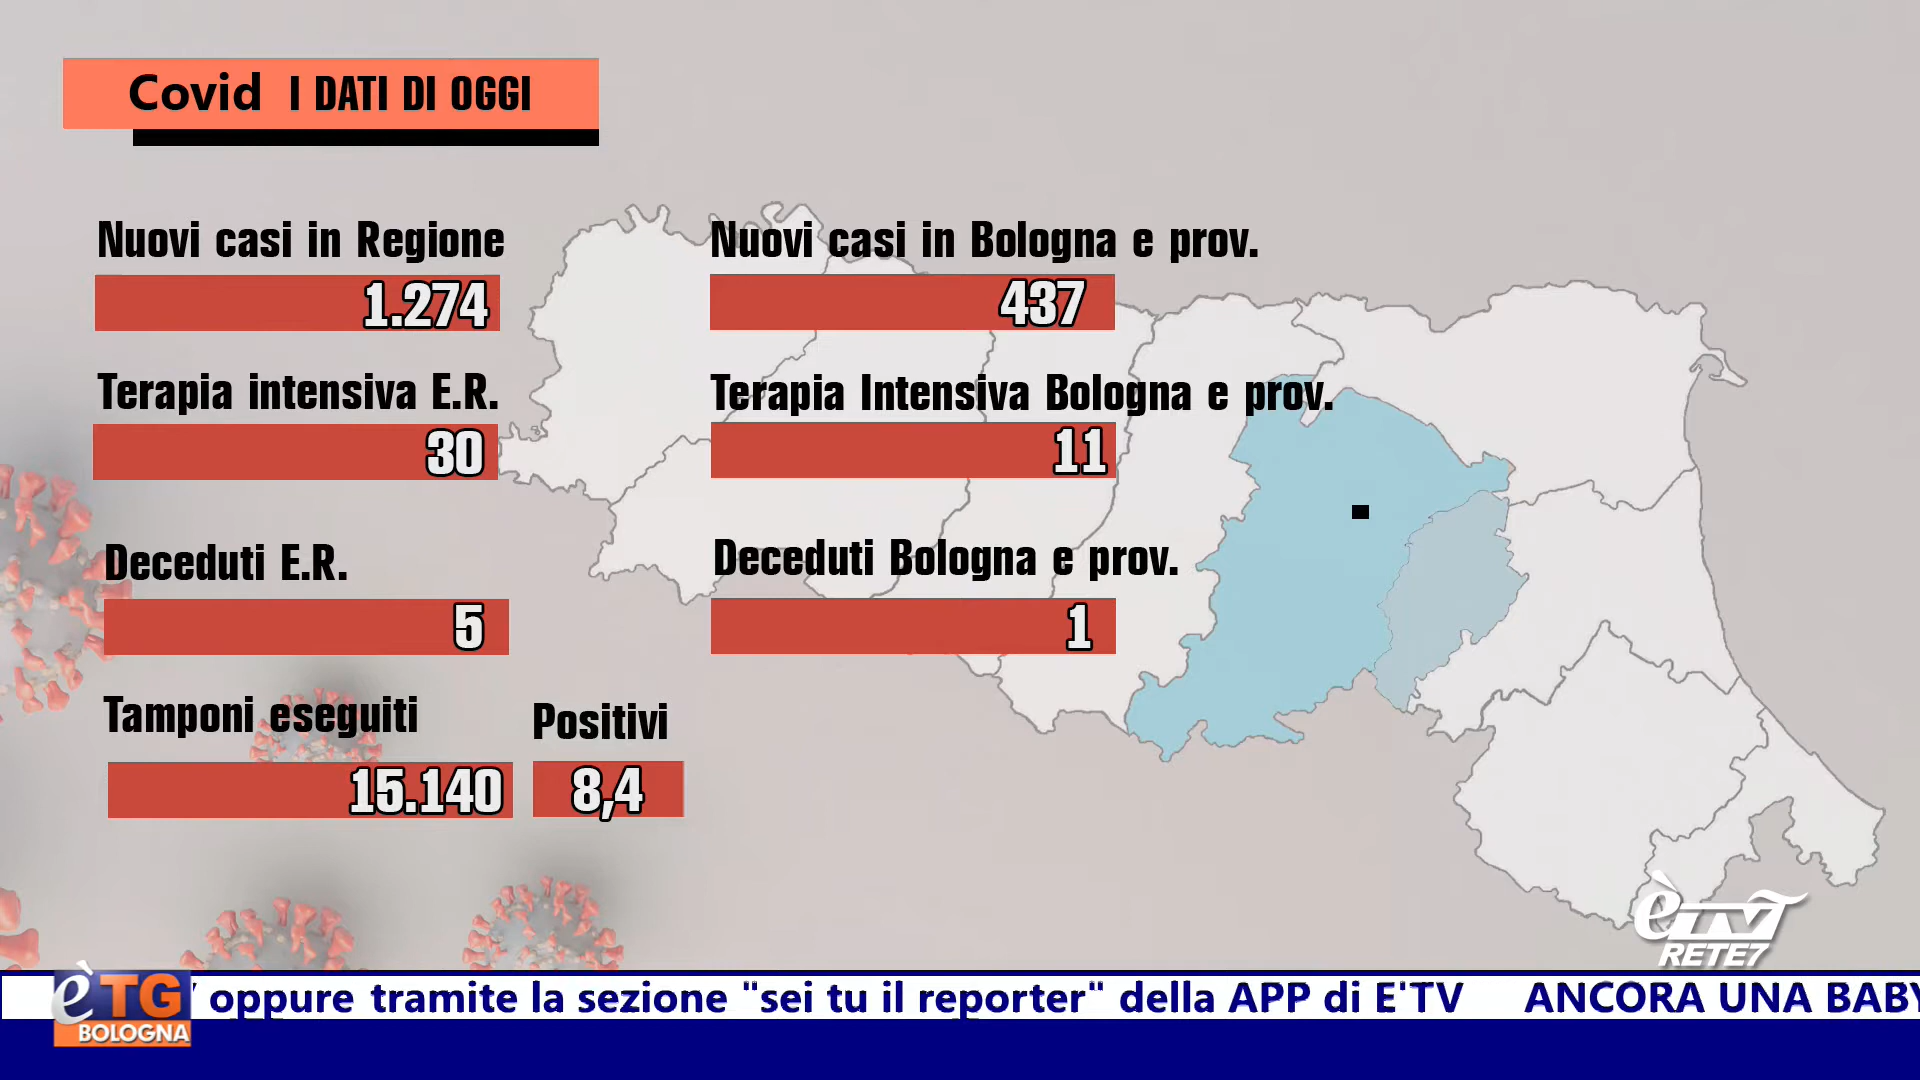 Covid I DATI DI OGGI
Nuovi casi in Regione
1.274
Nuovi casi in Bologna e prov.
437
Terapia intensiva E.R.
30
Terapia Intensiva Bologna e prov.
11
Deceduti E.R.
5
Deceduti Bologna e prov.
1
Tamponi eseguiti
15.140
Positivi
8,4
è TV
RETE7
è TG
BOLOGNA
oppure tramite la sezione "sei tu il reporter" della APP di E'TV ANCORA UNA BABY